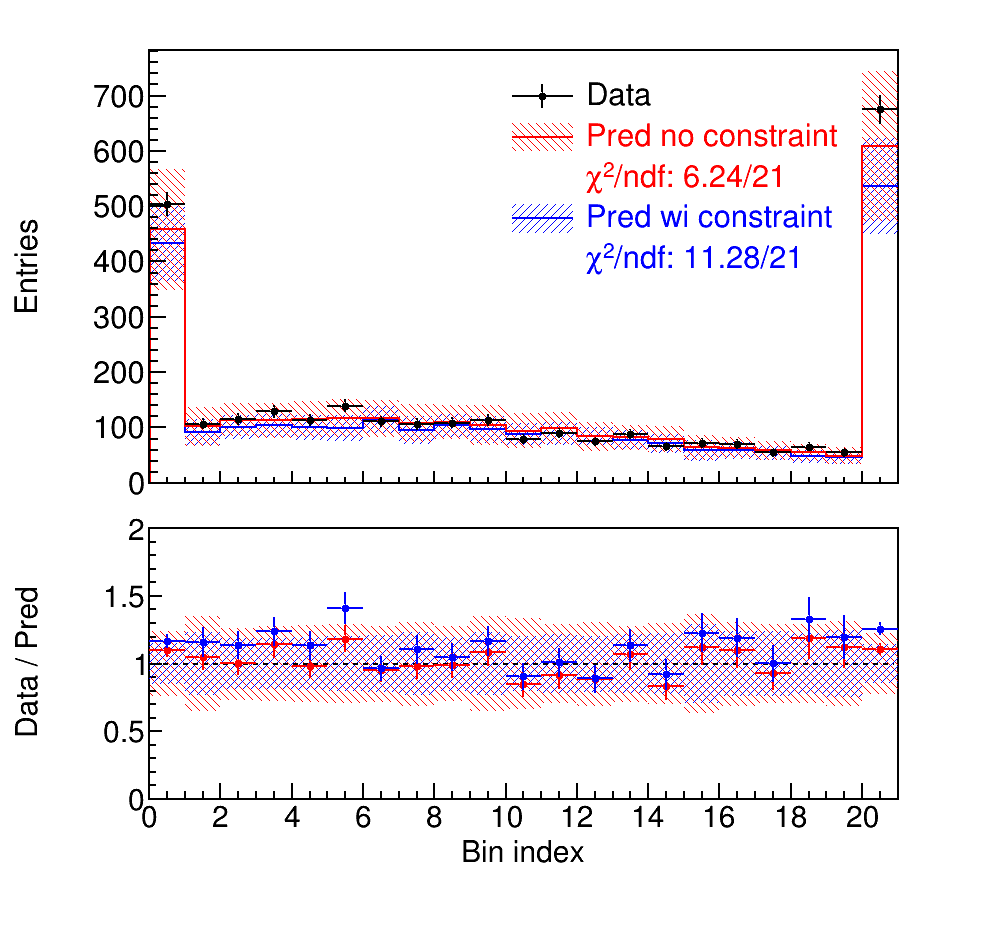 700
600
500
400
300
200
100
0
Entries
Data
Pred no constraint
χ²/ndf: 6.24/21
Pred wi constraint
χ²/ndf: 11.28/21
2
1.5
1
0.5
0
Data / Pred
0 2 4 6 8 10 12 14 16 18 20
Bin index